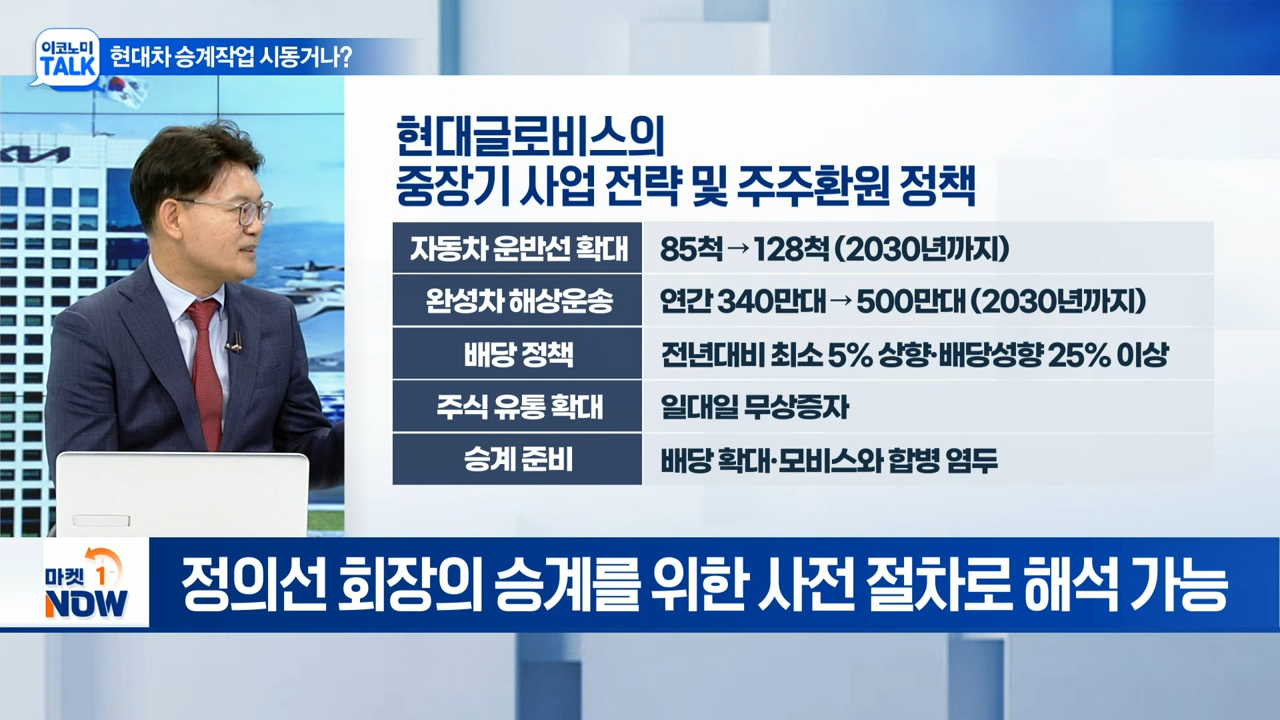 이코노미
TALK
현대차 승계작업 시동거나?
현대글로비스의
중장기 사업 전략 및 주주환원 정책
자동차 운반선 확대 85척→128척 (2030년까지)
완성차 해상운송 연간 340만대→500만대 (2030년까지)
배당 정책 전년대비 최소 5% 상향·배당성향 25% 이상
주식 유통 확대 일대일 무상증자
승계 준비 배당 확대·모비스와 합병 염두
마켓 1
NOW
정의선 회장의 승계를 위한 사전 절차로 해석 가능